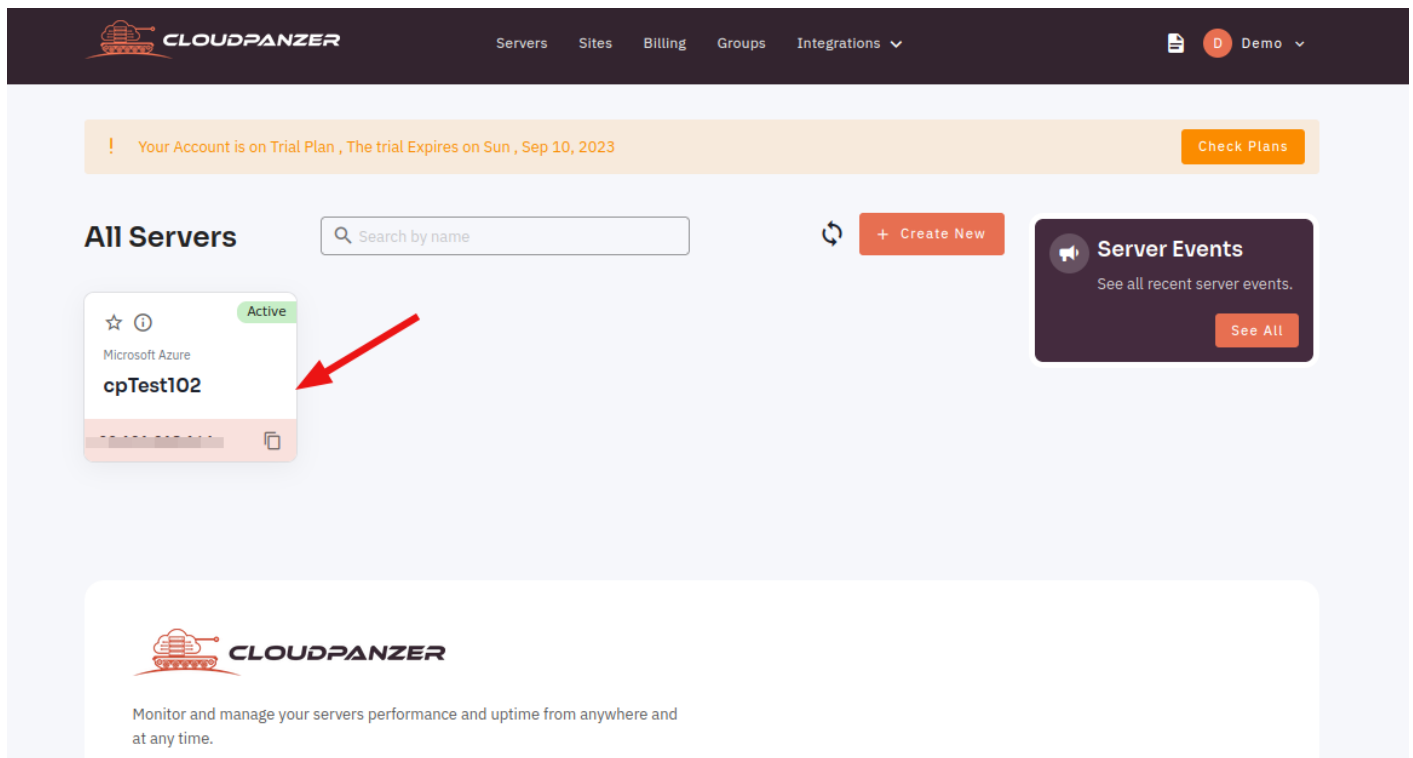 CLOUDPANZER
Servers Sites Billing Groups Integrations
D Demo
! Your Account is on Trial Plan , The trial Expires on Sun , Sep 10, 2023
Check Plans
All Servers
Search by name
+ Create New
Server Events
See all recent server events.
See All
Active
Microsoft Azure
cpTest102
CLOUDPANZER
Monitor and manage your servers performance and uptime from anywhere and
at any time.